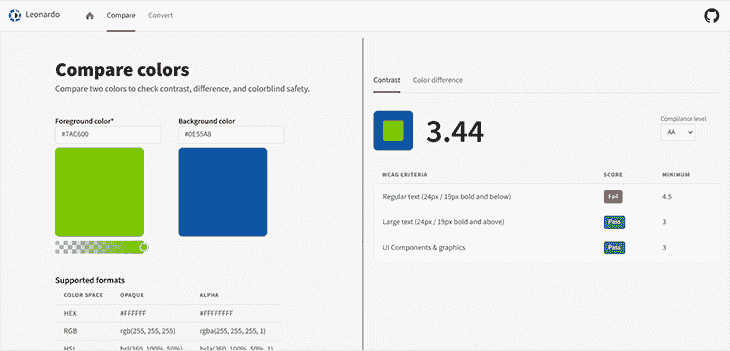 Leonardo
Compare
Convert
Compare colors
Compare two colors to check contrast, difference, and colorblind safety.
Foreground color*
Background color
#7AC600
#0E55A8
Supported formats
COLOR SPACE OPAQUE ALPHA
HEX #FFFFFF #FFFFFFFF
RGB rgb(255, 255, 255) rgba(255, 255, 255, 1)
HSL hsl(360, 100%, 50%) hsla(360, 100%, 50%, 1)
Contrast
Color difference
3.44
Compliance level
AA
WCAG CRITERIA SCORE MINIMUM
Regular text (24px / 19px bold and below) Fail 4.5
Large text (24px / 19px bold and above) Pass 3
UI Components & graphics Pass 3